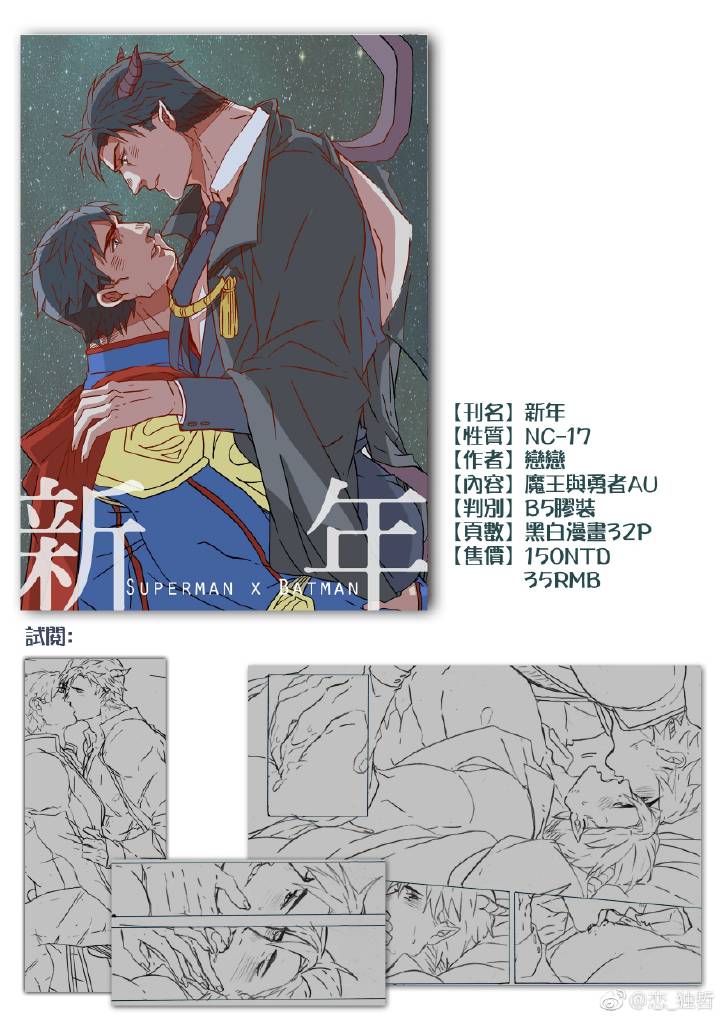 新年
SUPERMAN X BATMAN
【刊名】新年
【性質】NC-17
【作者】戀戀
【內容】魔王與勇者AU
【判別】B5膠裝
【頁數】黑白漫畫32P
【售價】150NTD
35RMB
試閱:
@恋_独哲